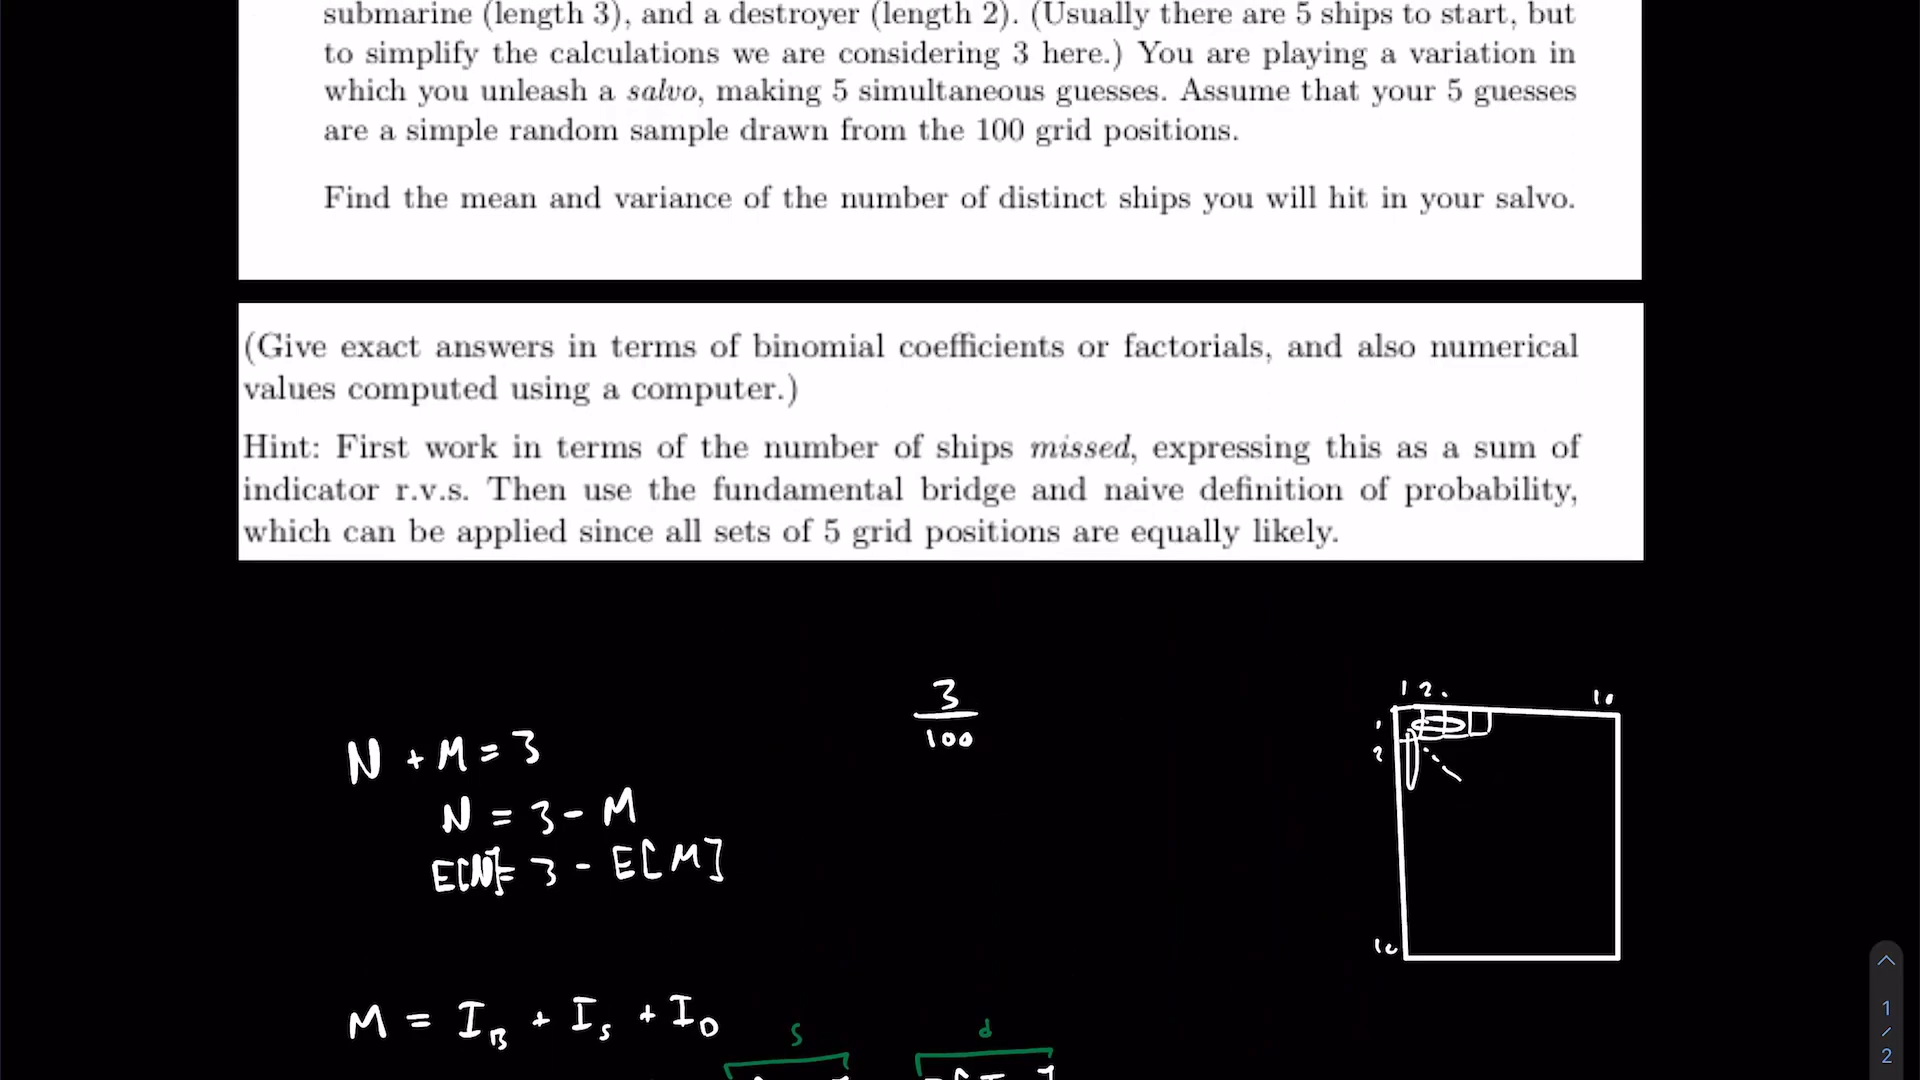 submarine (length 3), and a destroyer (length 2). (Usually there are 5 ships to start, but
to simplify the calculations we are considering 3 here.) You are playing a variation in
which you unleash a salvo, making 5 simultaneous guesses. Assume that your 5 guesses
are a simple random sample drawn from the 100 grid positions.
Find the mean and variance of the number of distinct ships you will hit in your salvo.
(Give exact answers in terms of binomial coefficients or factorials, and also numerical
values computed using a computer.)
Hint: First work in terms of the number of ships missed, expressing this as a sum of
indicator r.v.s. Then use the fundamental bridge and naive definition of probability,
which can be applied since all sets of 5 grid positions are equally likely.
3
100
1 2 . 10
1
2
10
N + M = 3
N = 3 - M
E[N] = 3 - E[M]
M = I_B + I_S + I_D
s d
1
/
2